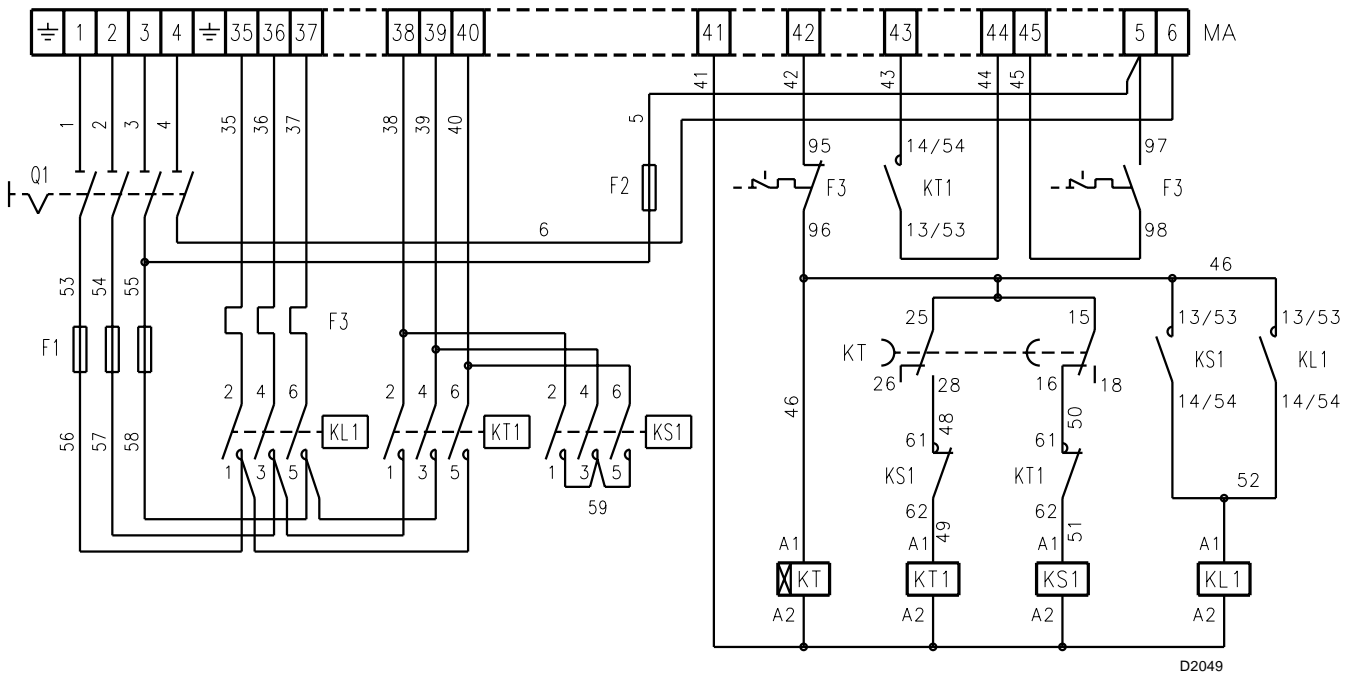 1 2 3 4 35 36 37 38 39 40 41 42 43 44 45 5 6 MA
1 2 3 4 35 36 37 38 39 40 5 41 42 43 44 45
95 14/54 97
Q1 F2 F3 KT1 F3
96 13/53 98
6
53 54 55 46
F1 F3 25 15 13/53 13/53
KT KS1 KL1
26 28 16 18
2 4 6 2 4 6 2 4 6 46 48 50 14/54 14/54
56 57 58 KL1 KT1 KS1 61 61
1 3 5 1 3 5 1 3 5 KS1 KT1 52
59 62 62
49 51
A1 A1 A1 A1
KT KT1 KS1 KL1
A2 A2 A2 A2
D2049